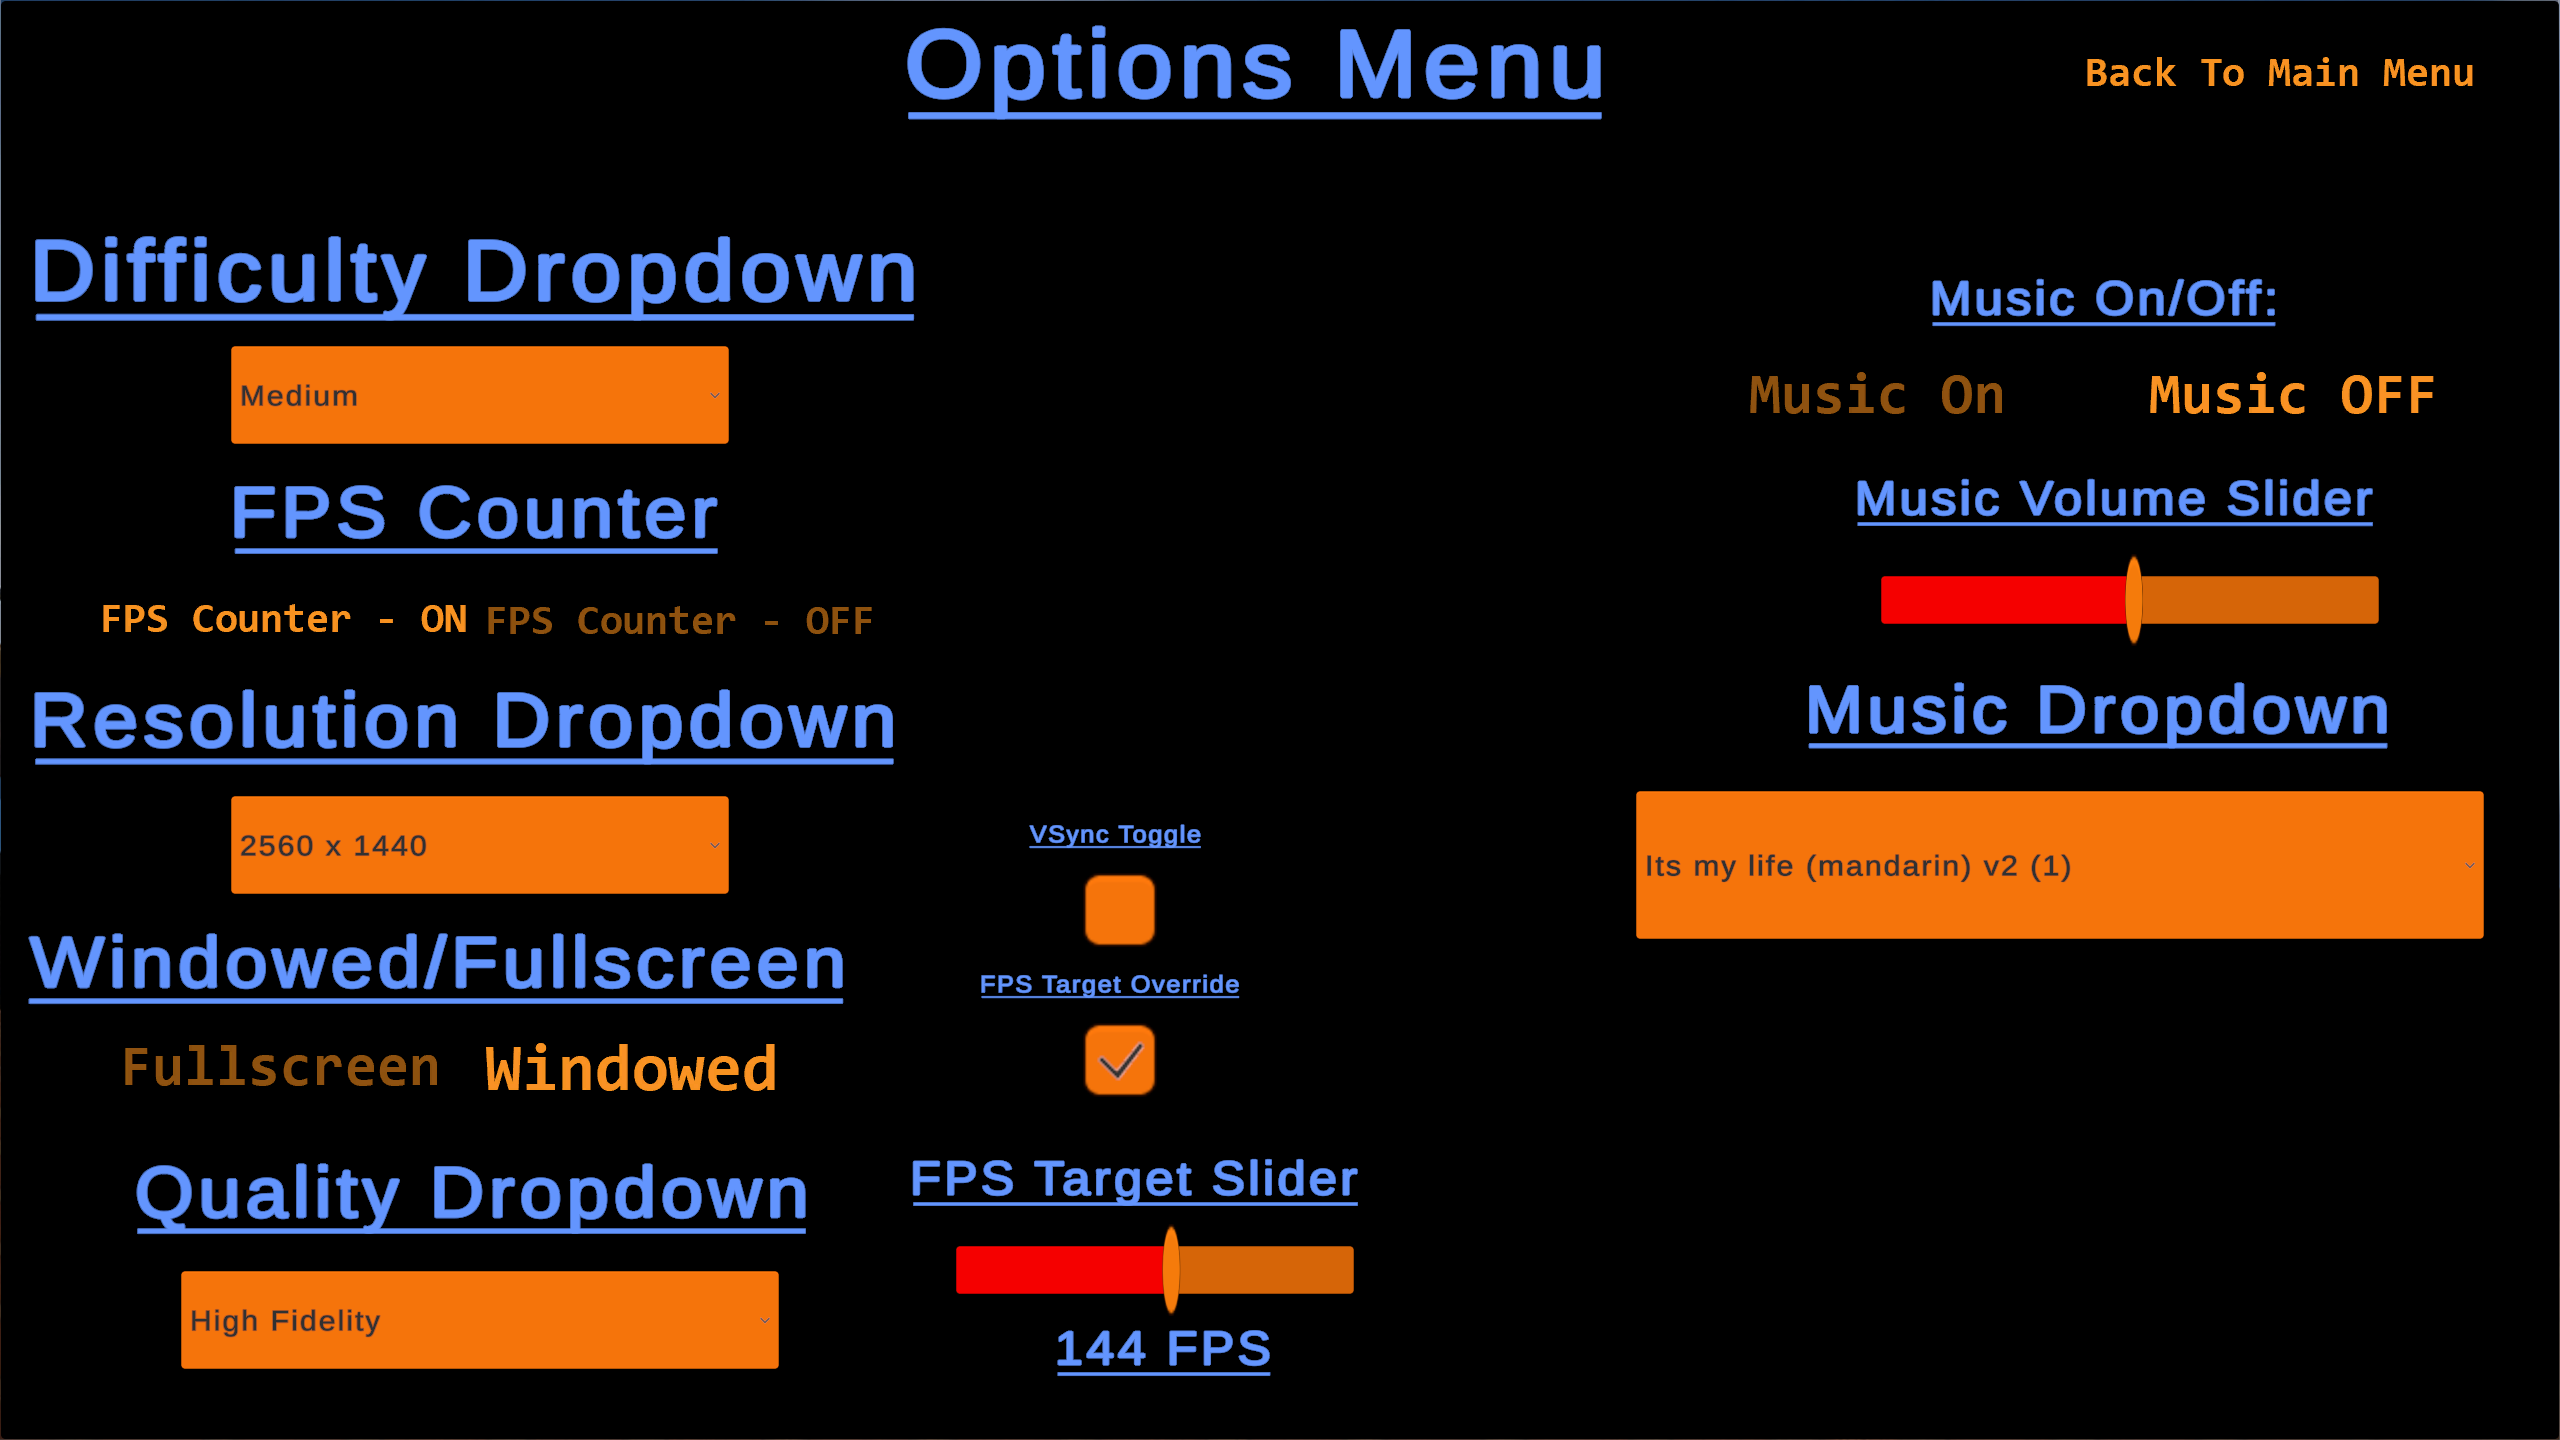 Options Menu
Back To Main Menu
Difficulty Dropdown
Medium
FPS Counter
FPS Counter - ON
FPS Counter - OFF
Resolution Dropdown
2560 x 1440
Windowed/Fullscreen
Fullscreen
Windowed
Quality Dropdown
High Fidelity
VSync Toggle
FPS Target Override
FPS Target Slider
144 FPS
Music On/Off:
Music On
Music OFF
Music Volume Slider
Music Dropdown
Its my life (mandarin) v2 (1)